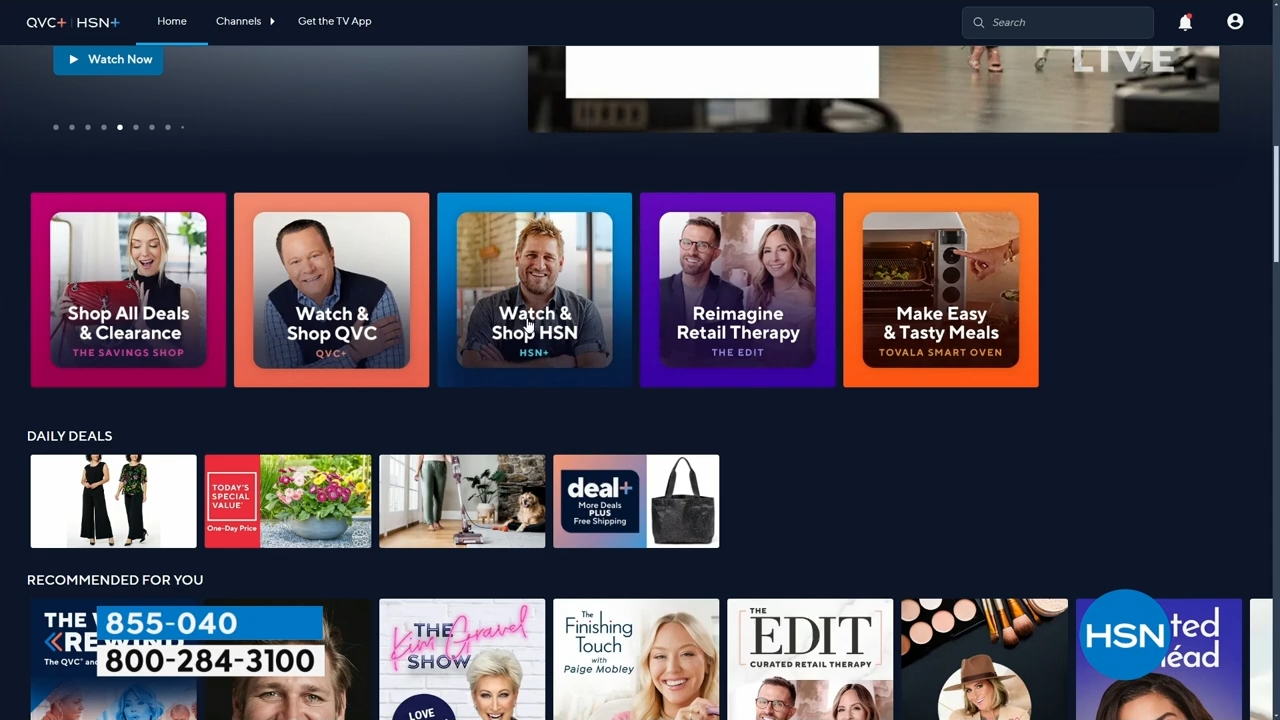 QVC+ | HSN+
Home
Channels
Get the TV App
Search
Watch Now
LIVE
Shop All Deals
& Clearance
THE SAVINGS SHOP
Watch &
Shop QVC
QVC+
Watch &
Shop HSN
HSN+
Reimagine
Retail Therapy
THE EDIT
Make Easy
& Tasty Meals
TOVALA SMART OVEN
DAILY DEALS
TODAY'S
SPECIAL
VALUE
One-Day Price
deal+
More Deals
PLUS
Free Shipping
RECOMMENDED FOR YOU
THE
The QVC
855-040
800-284-3100
THE
Kim Gravel
SHOW
LOVE
The
Finishing
Touch
with
Paige Mobley
THE
EDIT
CURATED RETAIL THERAPY
HSN